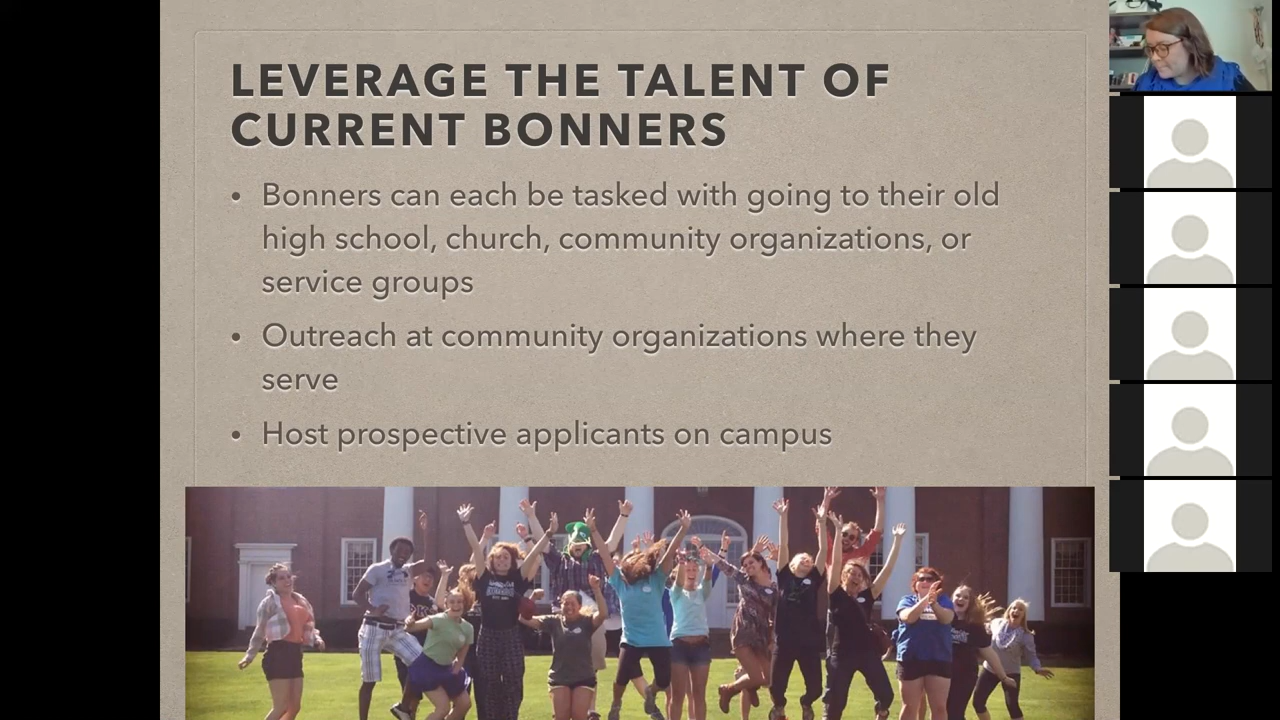 LEVERAGE THE TALENT OF
CURRENT BONNERS
• Bonners can each be tasked with going to their old
high school, church, community organizations, or
service groups
• Outreach at community organizations where they
serve
• Host prospective applicants on campus